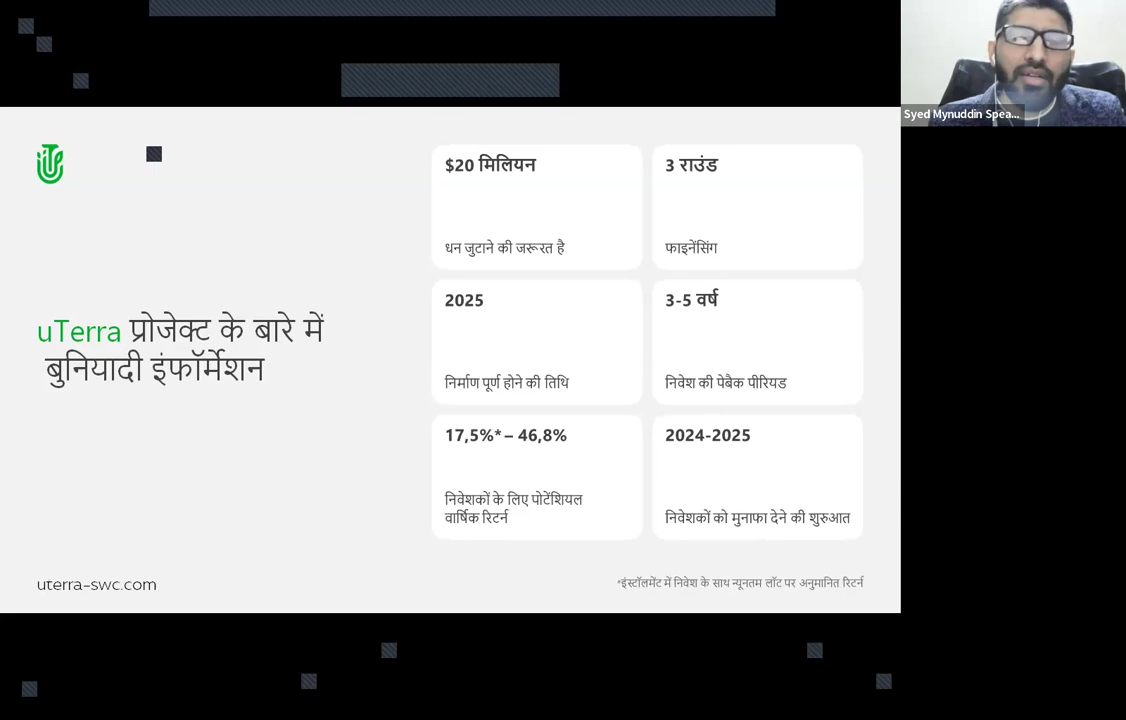 Syed Mynuddin Spea...
$20 मिलियन
धन जुटाने की जरूरत है
3 राउंड
फाइनेंसिंग
uTerra प्रोजेक्ट के बारे में
बुनियादी इंफॉर्मेशन
2025
निर्माण पूर्ण होने की तिथि
3-5 वर्ष
निवेश की पेबैक पीरियड
17,5%* – 46,8%
निवेशकों के लिए पोटेंशियल
वार्षिक रिटर्न
2024-2025
निवेशकों को मुनाफा देने की शुरुआत
uterra-swc.com
*इंस्टॉलमेंट में निवेश के साथ न्यूनतम लॉट पर अनुमानित रिटर्न